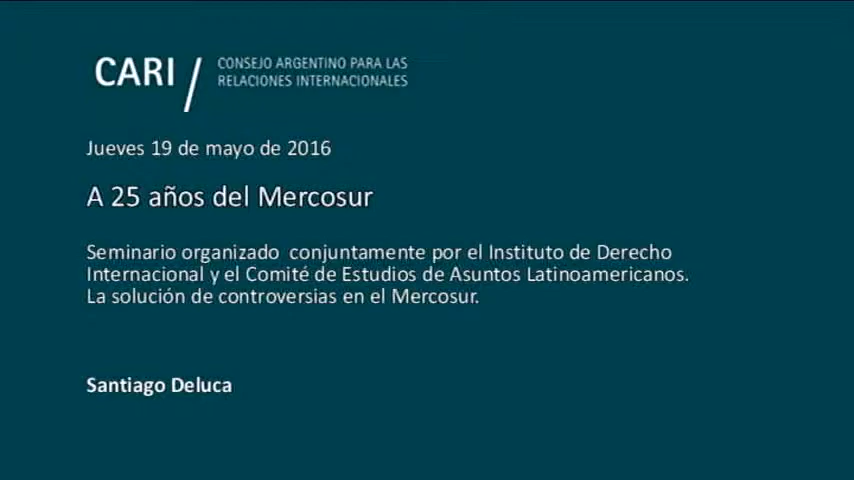 CARI / CONSEJO ARGENTINO PARA LAS
RELACIONES INTERNACIONALES
Jueves 19 de mayo de 2016
A 25 años del Mercosur
Seminario organizado conjuntamente por el Instituto de Derecho
Internacional y el Comité de Estudios de Asuntos Latinoamericanos.
La solución de controversias en el Mercosur.
Santiago Deluca